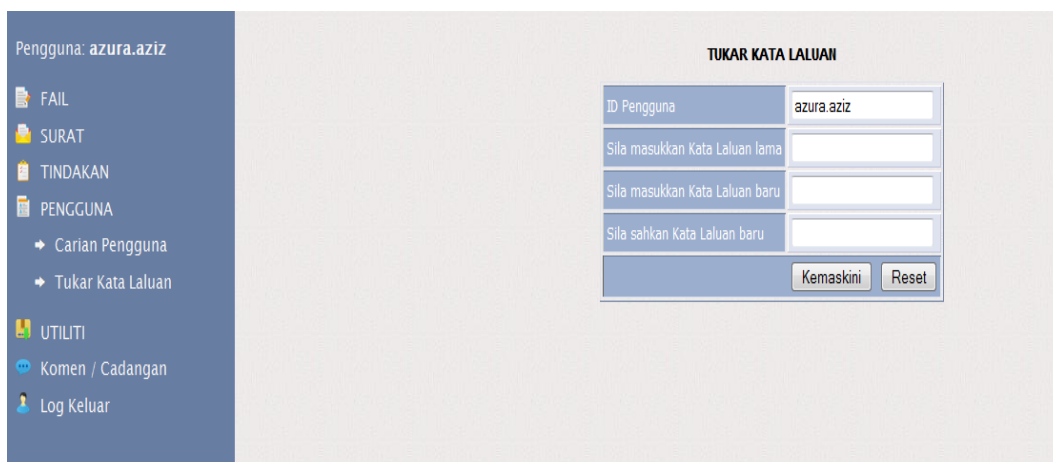 Pengguna: azura.aziz
FAIL
SURAT
TINDAKAN
PENGGUNA
Carian Pengguna
Tukar Kata Laluan
UTILITI
Komen / Cadangan
Log Keluar
TUKAR KATA LALUAN
ID Pengguna azura.aziz
Sila masukkan Kata Laluan lama
Sila masukkan Kata Laluan baru
Sila sahkan Kata Laluan baru
Kemaskini Reset